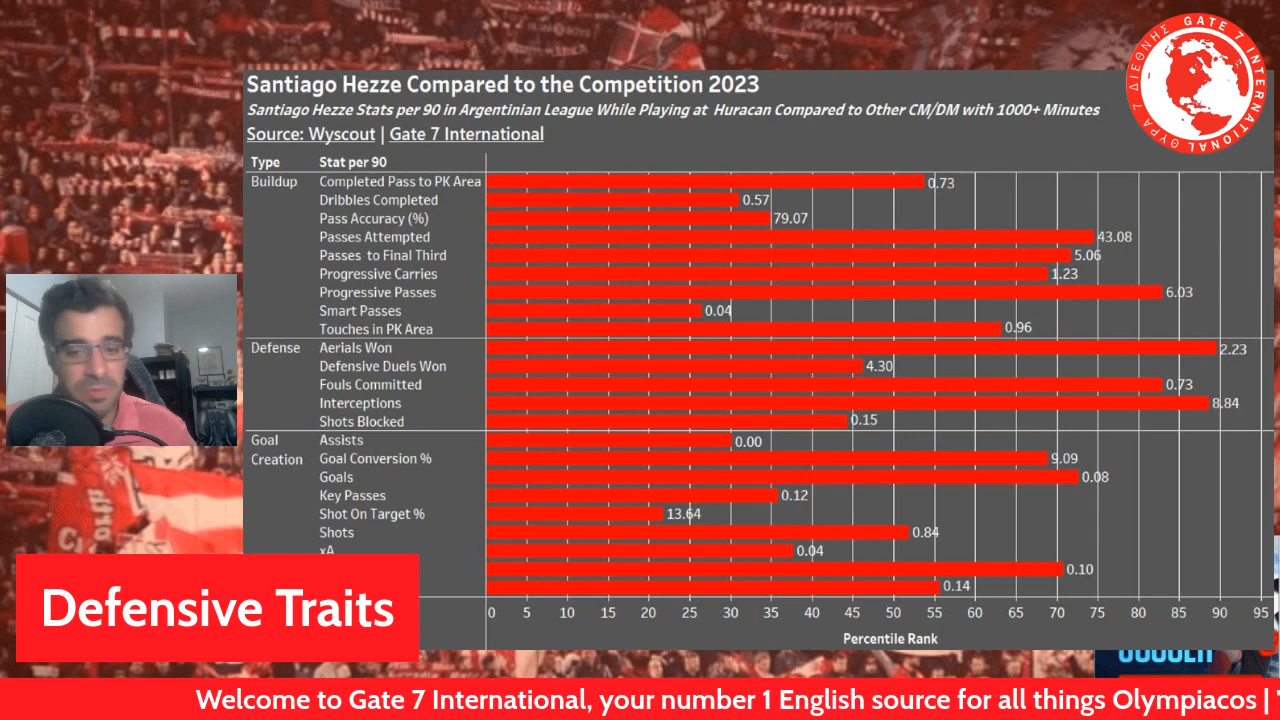 Santiago Hezze Compared to the Competition 2023
Santiago Hezze Stats per 90 in Argentinian League While Playing at Huracan Compared to Other CM/DM with 1000+ Minutes
Source: Wyscout | Gate 7 International
ΘΥΡΑ 7 ΔΙΕΘΝΗΣ GATE 7 INTERNATIONAL
Type Stat per 90
Buildup Completed Pass to PK Area 0.73
Dribbles Completed 0.57
Pass Accuracy (%) 79.07
Passes Attempted 43.08
Passes to Final Third 5.06
Progressive Carries 1.23
Progressive Passes 6.03
Smart Passes 0.04
Touches in PK Area 0.96
Defense Aerials Won 2.23
Defensive Duels Won 4.30
Fouls Committed 0.73
Interceptions 8.84
Shots Blocked 0.15
Goal Assists 0.00
Creation Goal Conversion % 9.09
Goals 0.08
Key Passes 0.12
Shot On Target % 13.64
Shots 0.84
xA 0.04
0.10
0.14
0 5 10 15 20 25 30 35 40 45 50 55 60 65 70 75 80 85 90 95
Percentile Rank
Defensive Traits
Welcome to Gate 7 International, your number 1 English source for all things Olympiacos |